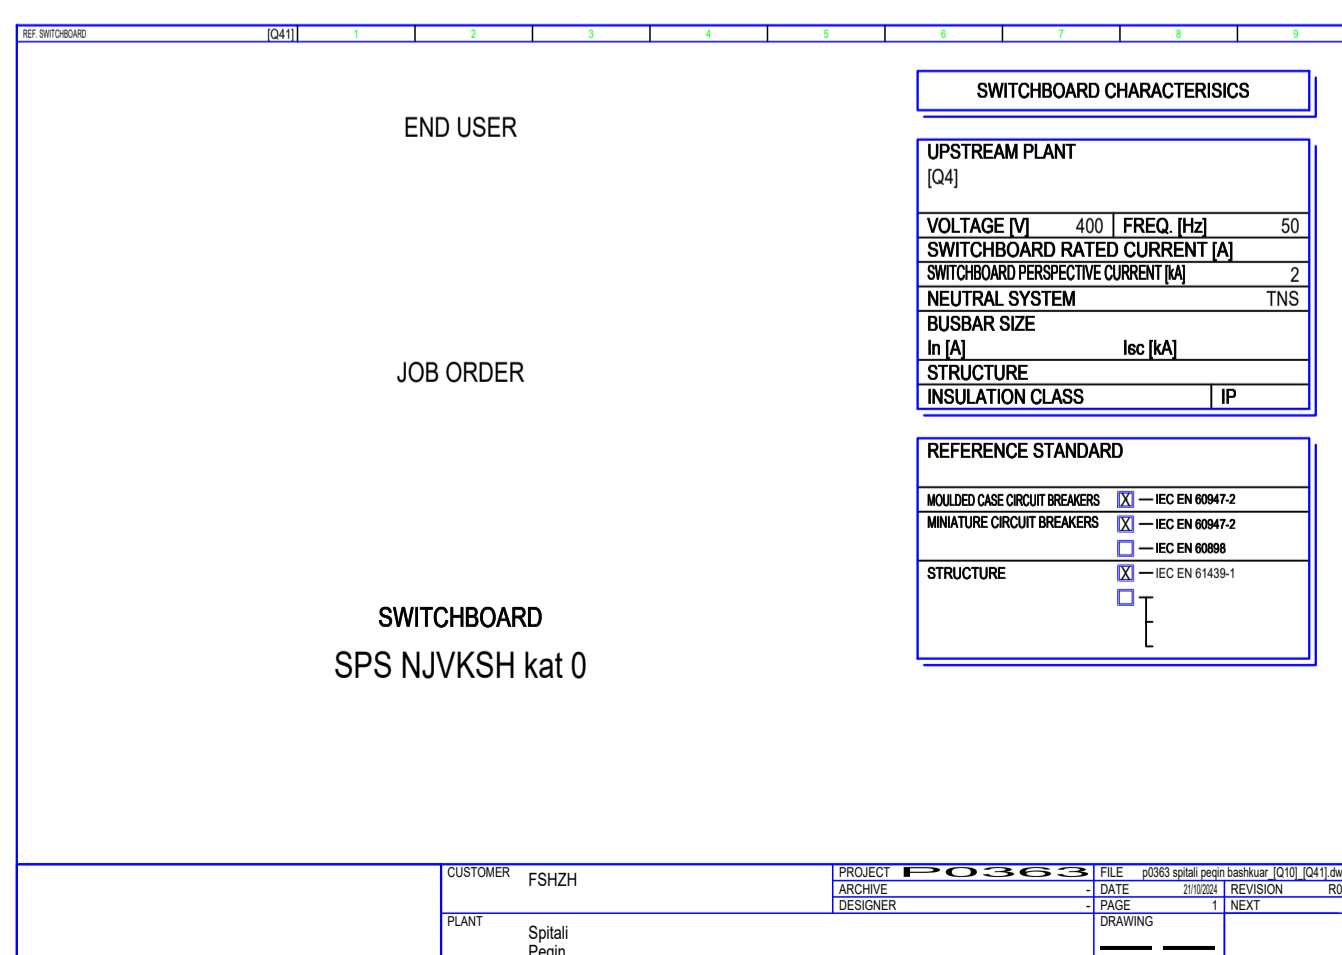 REF. SWITCHBOARD [Q41] 1 2 3 4 5 6 7 8 9
SWITCHBOARD CHARACTERISICS
END USER
UPSTREAM PLANT
[Q4]
VOLTAGE [V] 400 FREQ. [Hz] 50
SWITCHBOARD RATED CURRENT [A]
SWITCHBOARD PERSPECTIVE CURRENT [kA] 2
NEUTRAL SYSTEM TNS
BUSBAR SIZE
In [A] Isc [kA]
JOB ORDER
STRUCTURE
INSULATION CLASS IP
REFERENCE STANDARD
MOULDED CASE CIRCUIT BREAKERS X IEC EN 60947-2
MINIATURE CIRCUIT BREAKERS X IEC EN 60947-2
IEC EN 60898
STRUCTURE X IEC EN 61439-1
SWITCHBOARD
SPS NJVKSH kat 0
CUSTOMER FSHZH
PROJECT P0363 FILE p0363 spitali peqin bashkuar_[Q10]_[Q41].dw
ARCHIVE - DATE 21/10/2024 REVISION R0
DESIGNER - PAGE 1 NEXT
PLANT Spitali
Peqin
DRAWING